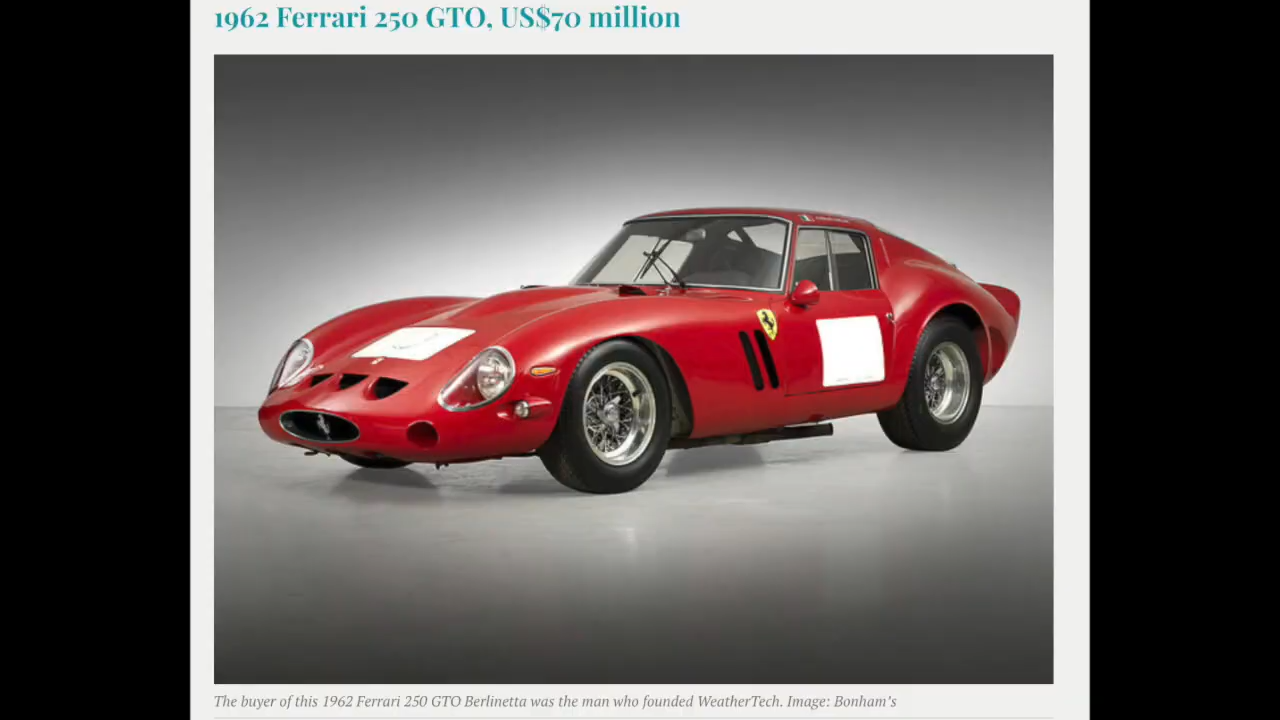 1962 Ferrari 250 GTO, US$70 million
The buyer of this 1962 Ferrari 250 GTO Berlinetta was the man who founded WeatherTech. Image: Bonham's